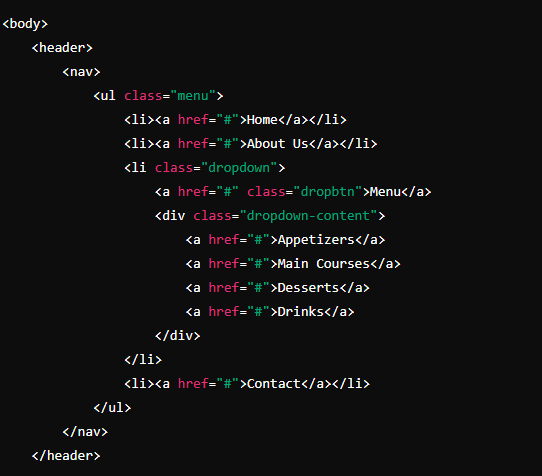 <body>
<header>
<nav>
<ul class="menu">
<li><a href="#">Home</a></li>
<li><a href="#">About Us</a></li>
<li class="dropdown">
<a href="#" class="dropbtn">Menu</a>
<div class="dropdown-content">
<a href="#">Appetizers</a>
<a href="#">Main Courses</a>
<a href="#">Desserts</a>
<a href="#">Drinks</a>
</div>
</li>
<li><a href="#">Contact</a></li>
</ul>
</nav>
</header>